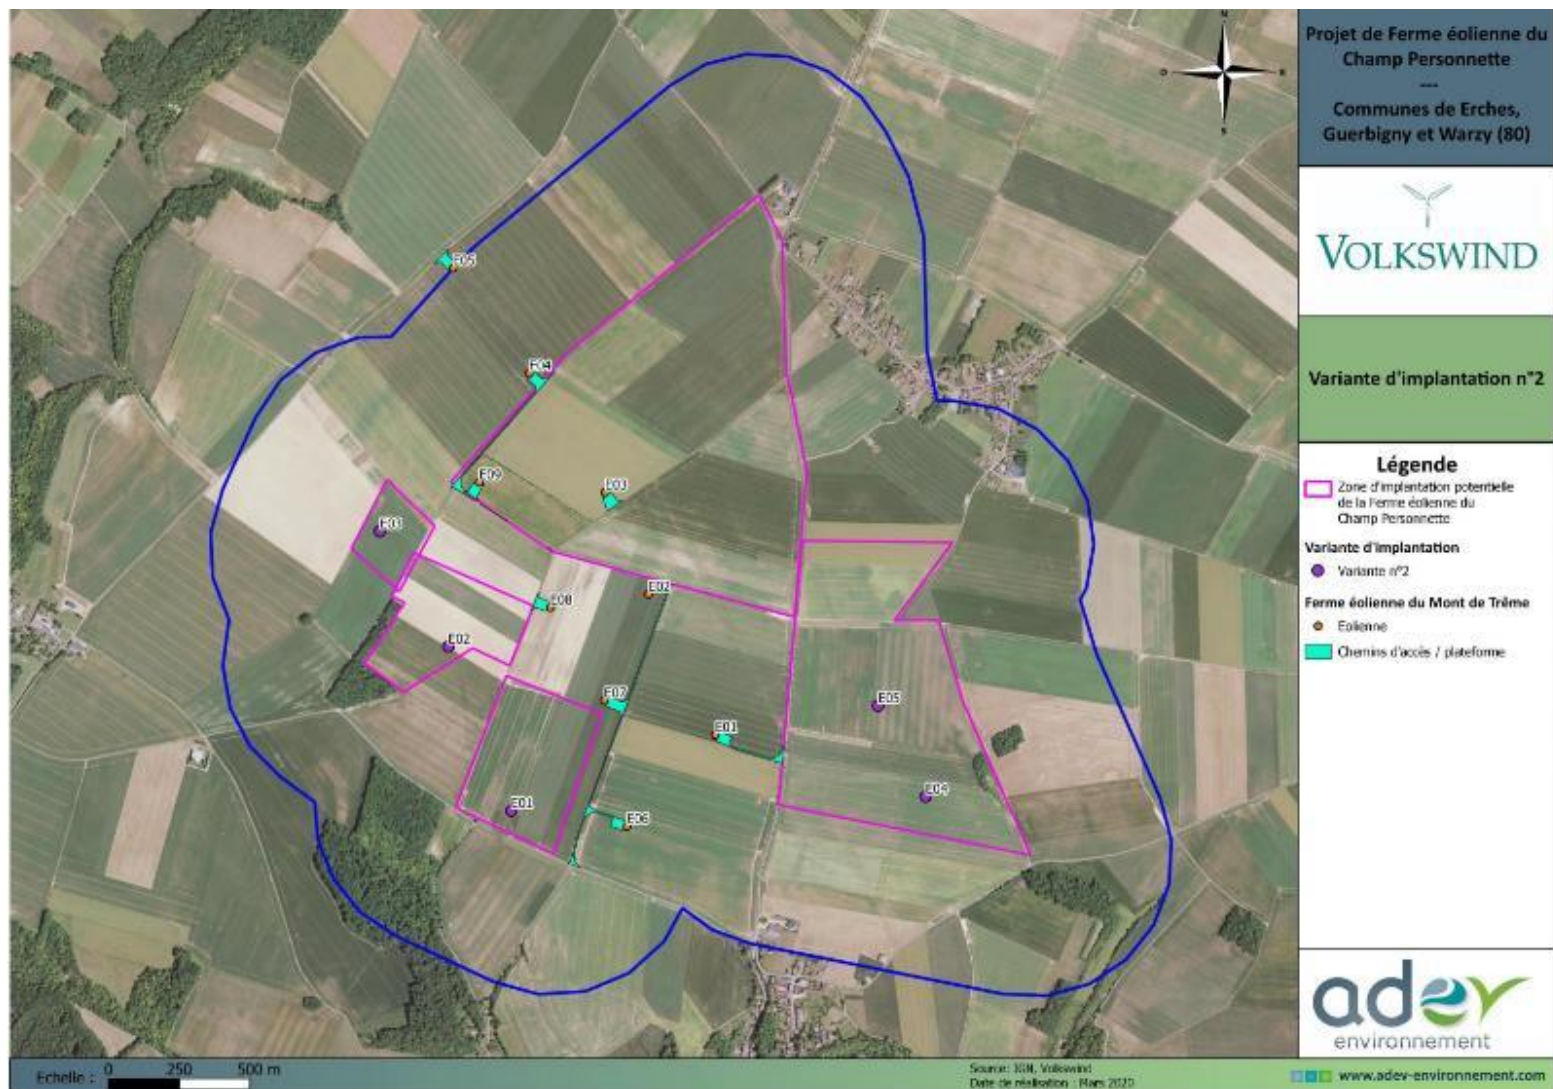 Projet de Ferme éolienne du
Champ Personnette
---
Communes de Erches,
Guerbigny et Warzy (80)
N
O
E
S
VOLKSWIND
Variante d'implantation n°2
Légende
Zone d'implantation potentielle
de la Ferme éolienne du
Champ Personnette
Variante d'implantation
Variante n°2
Ferme éolienne du Mont de Trême
Eolienne
Chemins d'accès / plateforme
E05
E04
E09
E03
E03
E08
E02
E02
E07
E01
E05
E04
E01
E06
adev
environnement
Echelle :
0 250 500 m
Source: IGN, Volkswind
Date de réalisation : Mars 2020
www.adev-environnement.com